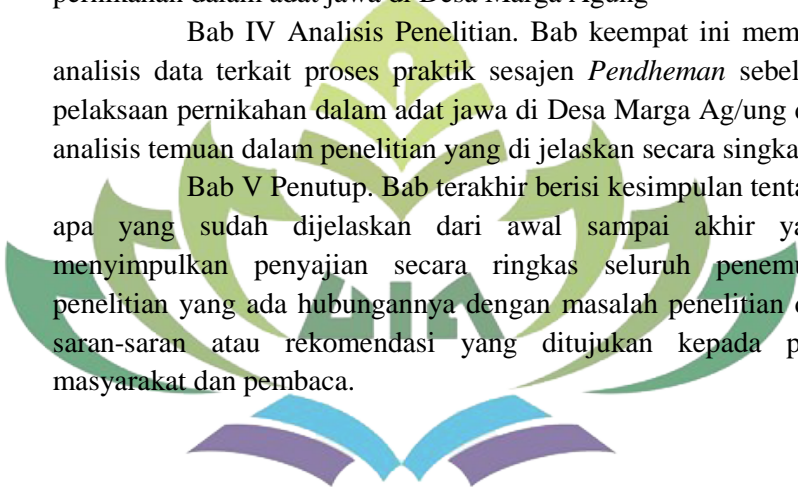 pernikahan dalam adat jawa di Desa Marga Agung
Bab IV Analisis Penelitian. Bab keempat ini mem
analisis data terkait proses praktik sesajen Pendheman sebel
pelaksaan pernikahan dalam adat jawa di Desa Marga Ag/ung
analisis temuan dalam penelitian yang di jelaskan secara singka
Bab V Penutup. Bab terakhir berisi kesimpulan tenta
apa yang sudah dijelaskan dari awal sampai akhir ya
menyimpulkan penyajian secara ringkas seluruh penemu
penelitian yang ada hubungannya dengan masalah penelitian
saran-saran atau rekomendasi yang ditujukan kepada p
masyarakat dan pembaca.